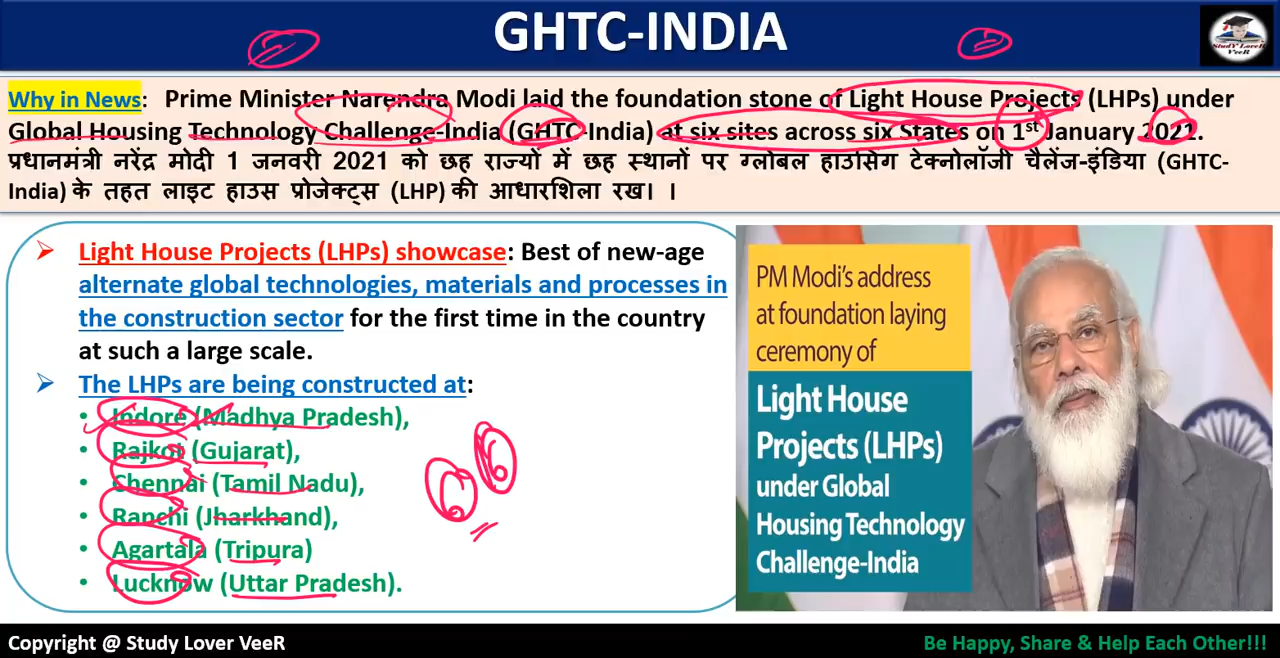 GHTC-INDIA
StudY LoveR
VeeR
Why in News: Prime Minister Narendra Modi laid the foundation stone of Light House Projects (LHPs) under
Global Housing Technology Challenge-India (GHTC-India) at six sites across six States on 1st January 2021.
प्रधानमंत्री नरेंद्र मोदी 1 जनवरी 2021 को छह राज्यों में छह स्थानों पर ग्लोबल हाउसिंग टेक्नोलॉजी चैलेंज-इंडिया (GHTC-
India) के तहत लाइट हाउस प्रोजेक्ट्स (LHP) की आधारशिला रख। ।
➢ Light House Projects (LHPs) showcase: Best of new-age
alternate global technologies, materials and processes in
the construction sector for the first time in the country
at such a large scale.
➢ The LHPs are being constructed at:
• Indore (Madhya Pradesh),
• Rajkot (Gujarat),
• Chennai (Tamil Nadu),
• Ranchi (Jharkhand),
• Agartala (Tripura)
• Lucknow (Uttar Pradesh).
PM Modi's address
at foundation laying
ceremony of
Light House
Projects (LHPs)
under Global
Housing Technology
Challenge-India
Copyright @ Study Lover VeeR
Be Happy, Share & Help Each Other!!!